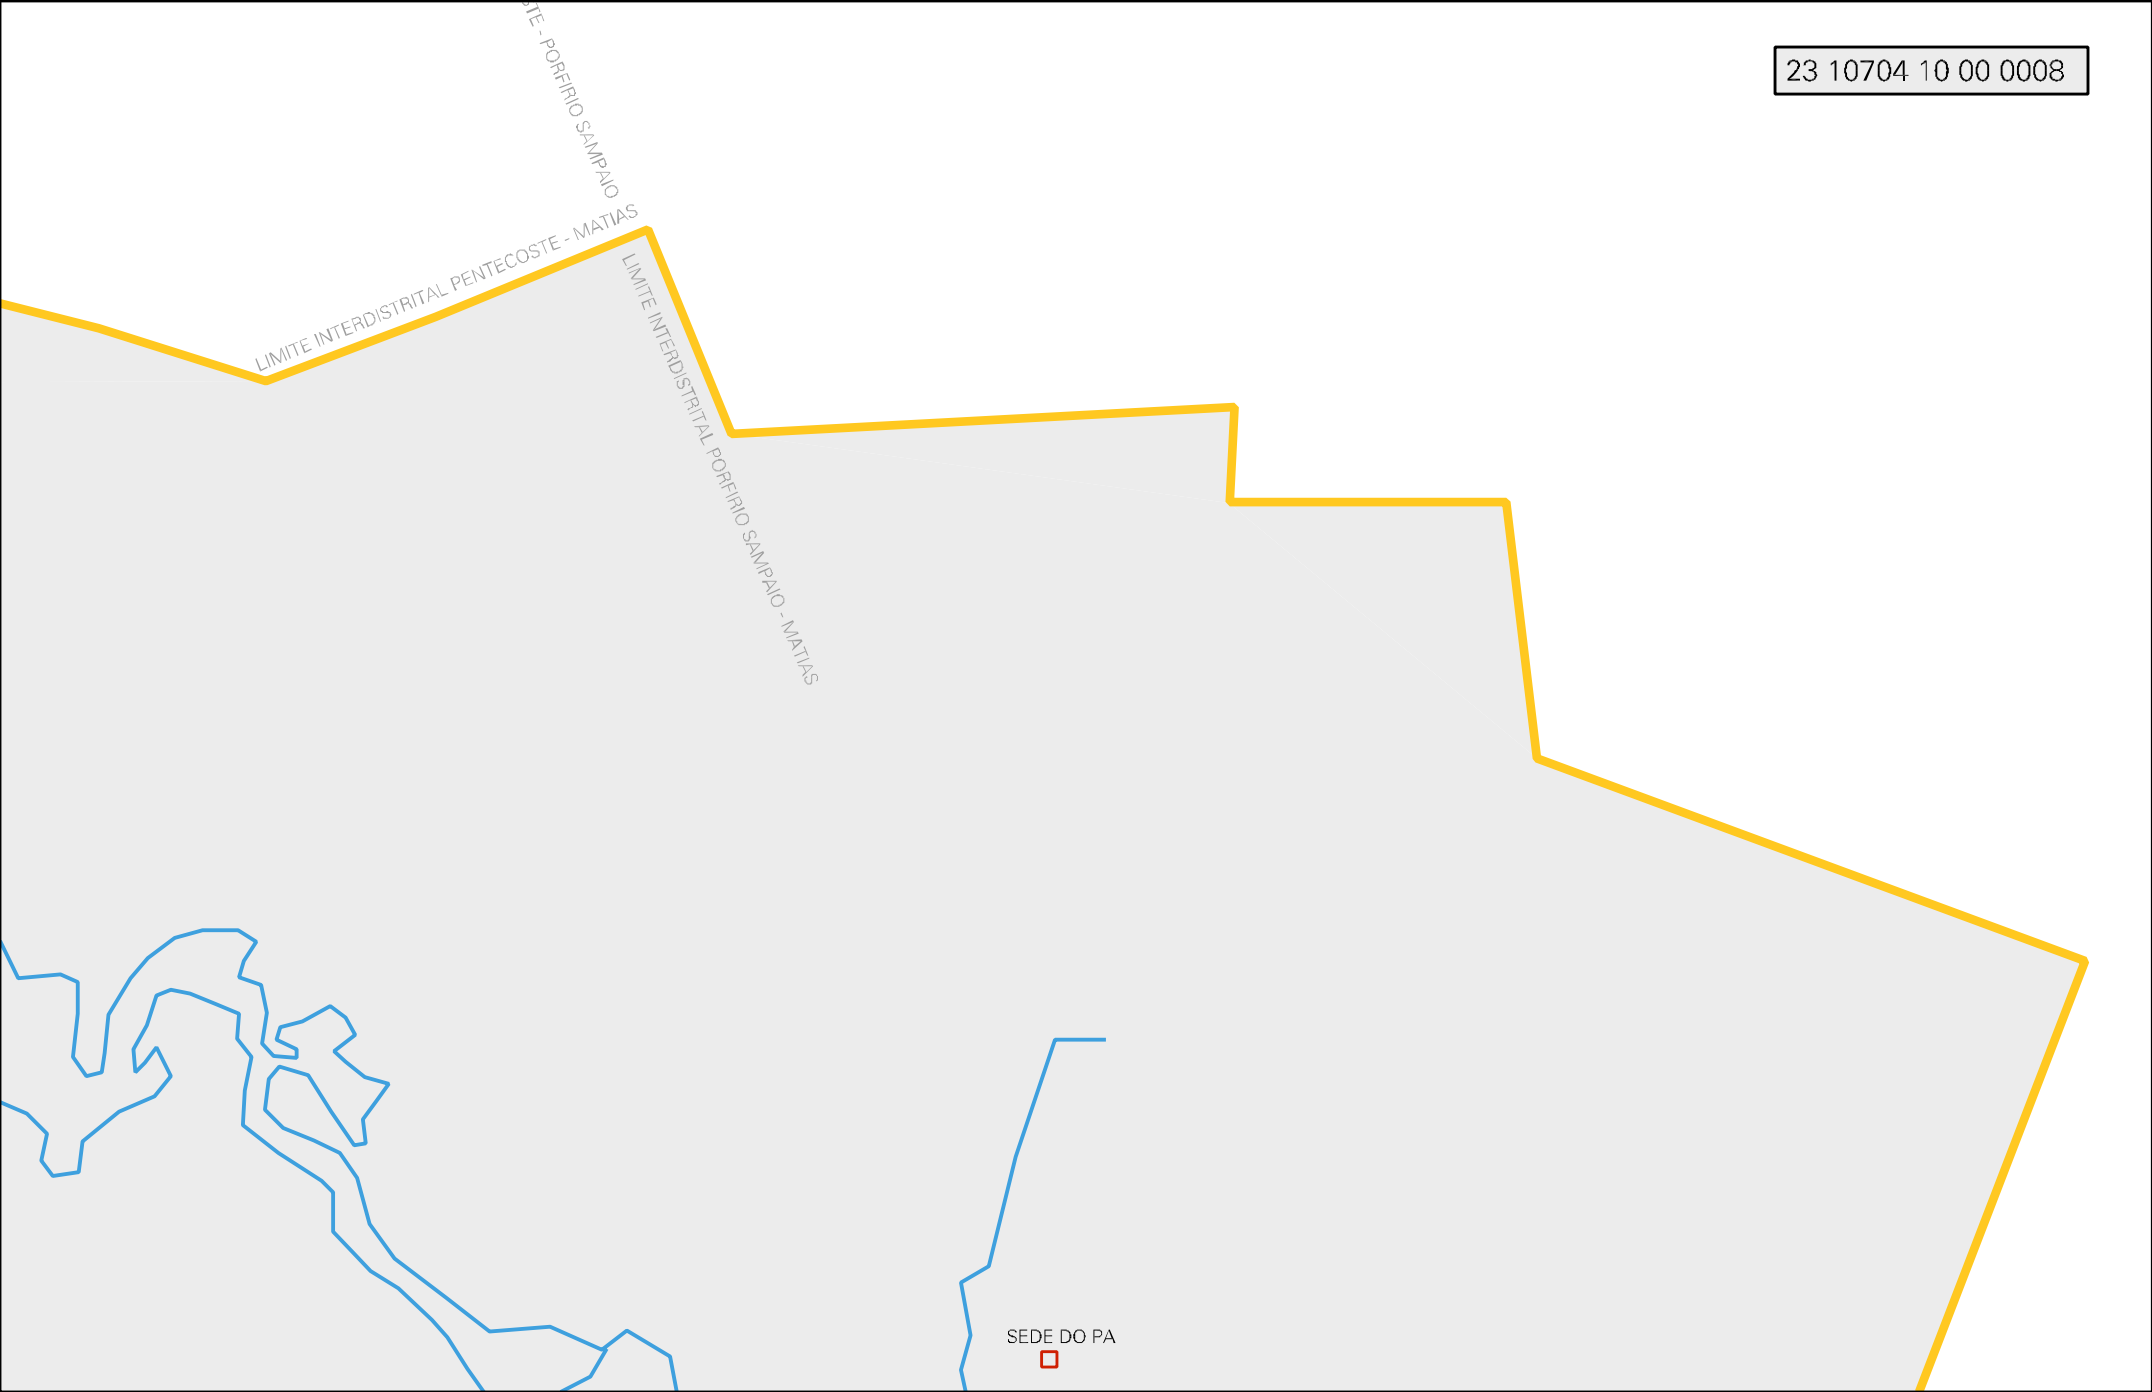 STE - PORFIRIO SAMPAIO
23 10704 10 00 0008
LIMITE INTERDISTRITAL PENTECOSTE - MATIAS
LIMITE INTERDISTRITAL PORFIRIO SAMPAIO - MATIAS
SEDE DO PA